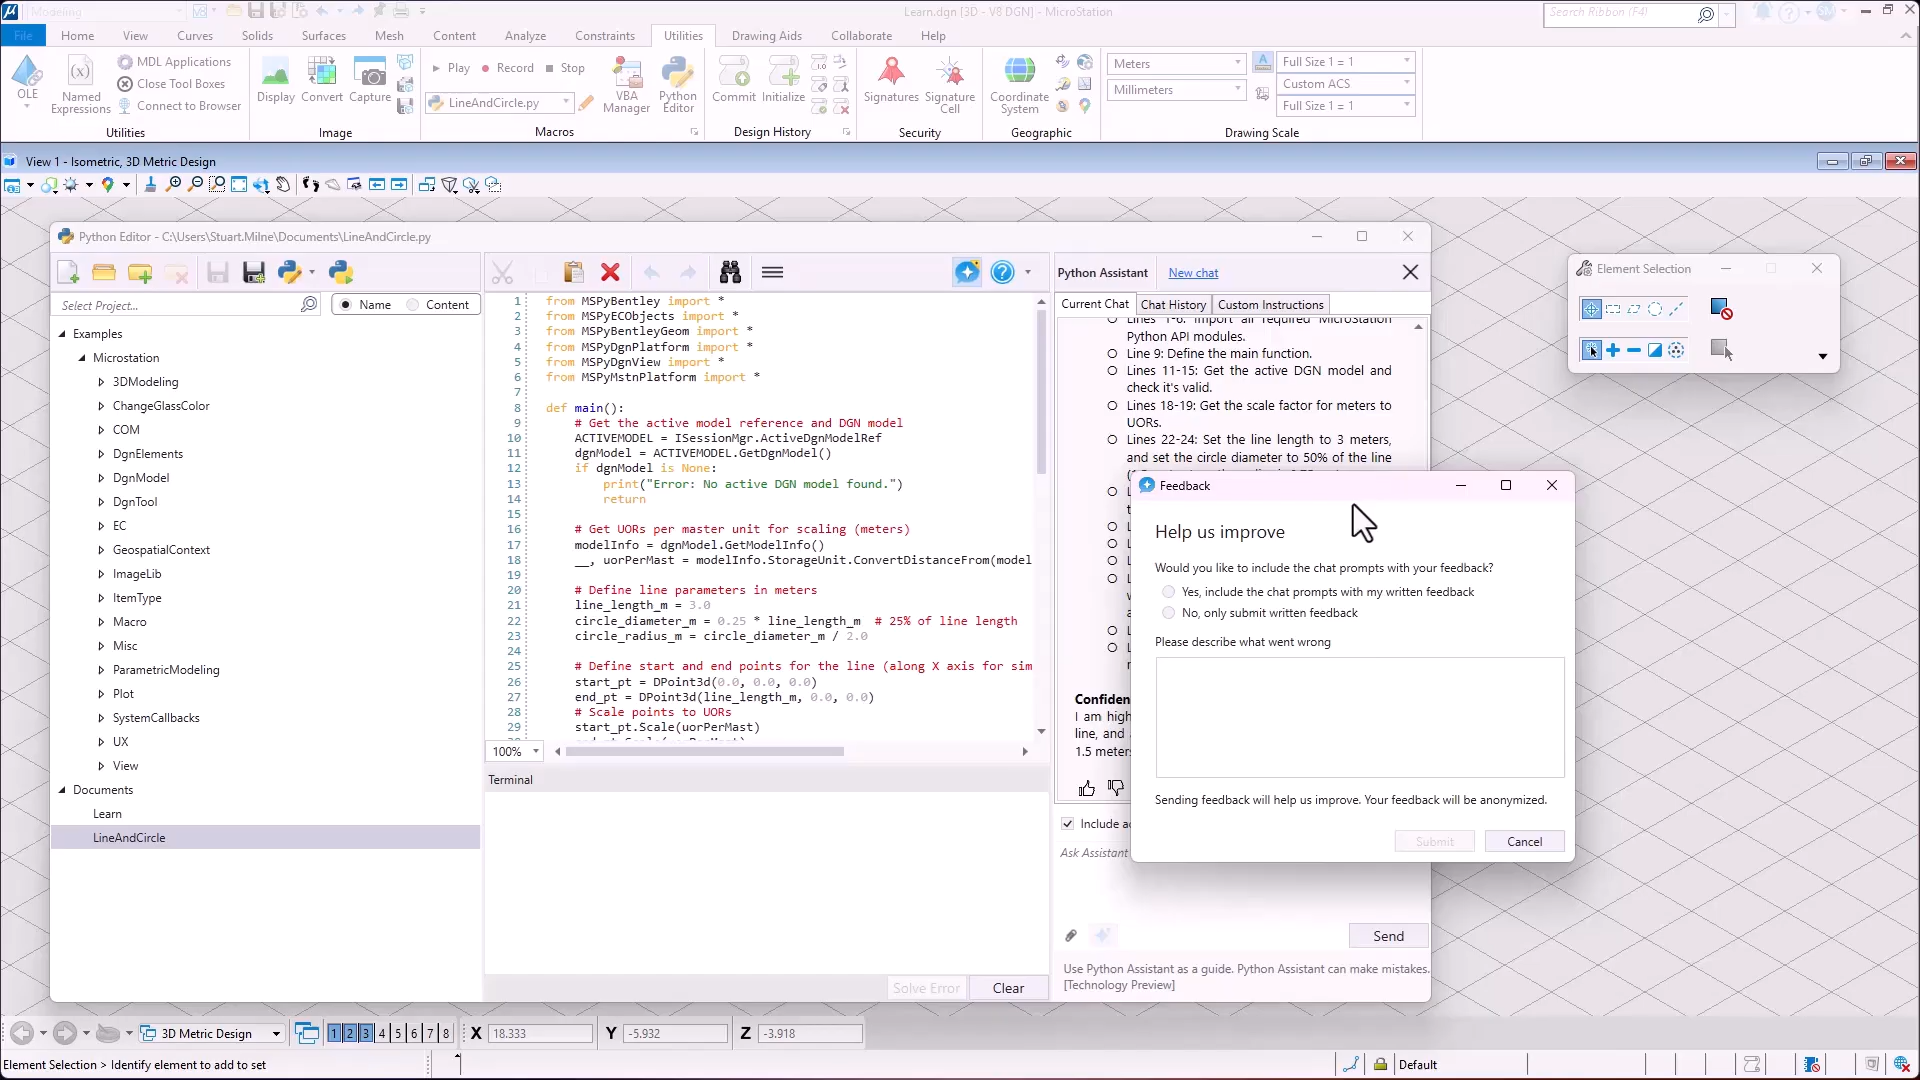 Modeling
Learn.dgn [3D - V8 DGN] - MicroStation
Search Ribbon (F4)
File Home View Curves Solids Surfaces Mesh Content Analyze Constraints Utilities Drawing Aids Collaborate Help
OLE
Named Expressions
MDL Applications
Close Tool Boxes
Connect to Browser
Utilities
Display Convert Capture
Image
Play Record Stop
LineAndCircle.py
VBA Manager
Python Editor
Macros
Commit Initialize
Design History
Signatures
Signature Cell
Security
Coordinate System
Geographic
Meters
Millimeters
Full Size 1 = 1
Custom ACS
Full Size 1 = 1
Drawing Scale
View 1 - Isometric, 3D Metric Design
Python Editor - C:\Users\Stuart.Milne\Documents\LineAndCircle.py
Select Project...
Name Content
Examples
Microstation
3DModeling
ChangeGlassColor
COM
DgnElements
DgnModel
DgnTool
EC
GeospatialContext
ImageLib
ItemType
Macro
Misc
ParametricModeling
Plot
SystemCallbacks
UX
View
Documents
Learn
LineAndCircle
1 from MSPyBentley import *
2 from MSPyECObjects import *
3 from MSPyBentleyGeom import *
4 from MSPyDgnPlatform import *
5 from MSPyDgnView import *
6 from MSPyMstnPlatform import *
7
8 def main():
9 # Get the active model reference and DGN model
10 ACTIVEMODEL = ISessionMgr.ActiveDgnModelRef
11 dgnModel = ACTIVEMODEL.GetDgnModel()
12 if dgnModel is None:
13 print("Error: No active DGN model found.")
14 return
15
16 # Get UORs per master unit for scaling (meters)
17 modelInfo = dgnModel.GetModelInfo()
18 __, uorPerMast = modelInfo.StorageUnit.ConvertDistanceFrom(model
19
20 # Define line parameters in meters
21 line_length_m = 3.0
22 circle_diameter_m = 0.25 * line_length_m # 25% of line length
23 circle_radius_m = circle_diameter_m / 2.0
24
25 # Define start and end points for the line (along X axis for sim
26 start_pt = DPoint3d(0.0, 0.0, 0.0)
27 end_pt = DPoint3d(line_length_m, 0.0, 0.0)
28 # Scale points to UORs
29 start_pt.Scale(uorPerMast)
100%
Terminal
Solve Error Clear
Python Assistant New chat
Current Chat Chat History Custom Instructions
Lines 1-6: Import all required MicroStation
Python API modules.
Line 9: Define the main function.
Lines 11-15: Get the active DGN model and
check it's valid.
Lines 18-19: Get the scale factor for meters to
UORs.
Lines 22-24: Set the line length to 3 meters,
and set the circle diameter to 50% of the line
Confiden
I am high
line, and
1.5 meter
Include a
Ask Assistant
Send
Use Python Assistant as a guide. Python Assistant can make mistakes.
[Technology Preview]
Feedback
Help us improve
Would you like to include the chat prompts with your feedback?
Yes, include the chat prompts with my written feedback
No, only submit written feedback
Please describe what went wrong
Sending feedback will help us improve. Your feedback will be anonymized.
Submit Cancel
Element Selection
3D Metric Design
1 2 3 4 5 6 7 8
X 18.333 Y -5.932 Z -3.918
Element Selection > Identify element to add to set
Default